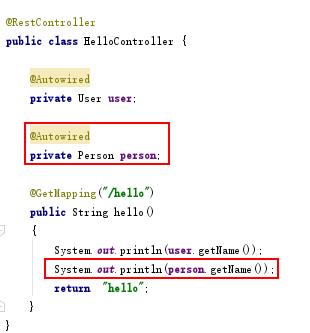 @RestController
public class HelloController {
@Autowired
private User user;
@Autowired
private Person person;
@GetMapping("/hello")
public String hello()
{
System.out.println(user.getName());
System.out.println(person.getName());
return "hello";
}
}